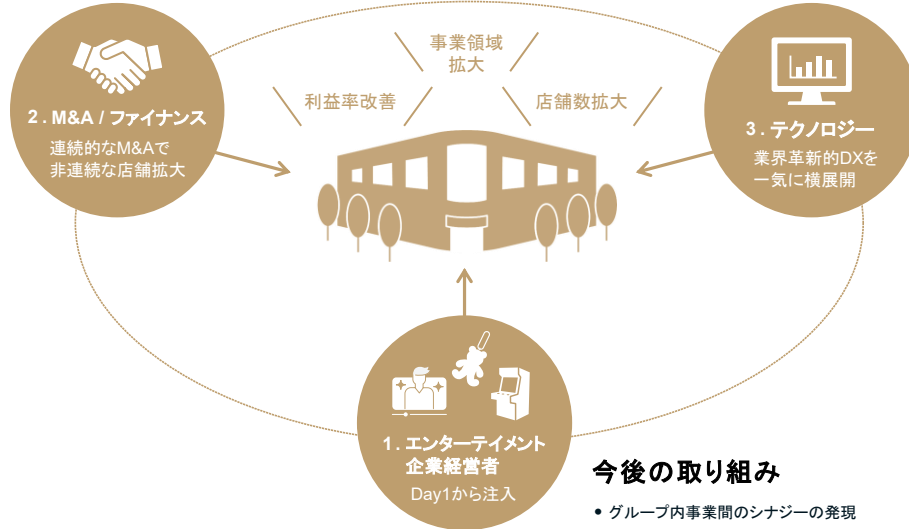 事業領域
拡大
利益率改善
店舗数拡大
2 . M&A / ファイナンス
連続的なM&Aで
非連続な店舗拡大
3 . テクノロジー
業界革新的DXを
一気に横展開
1 . エンターテイメント
企業経営者
Day1から注入
今後の取り組み
• グループ内事業間のシナジーの発現